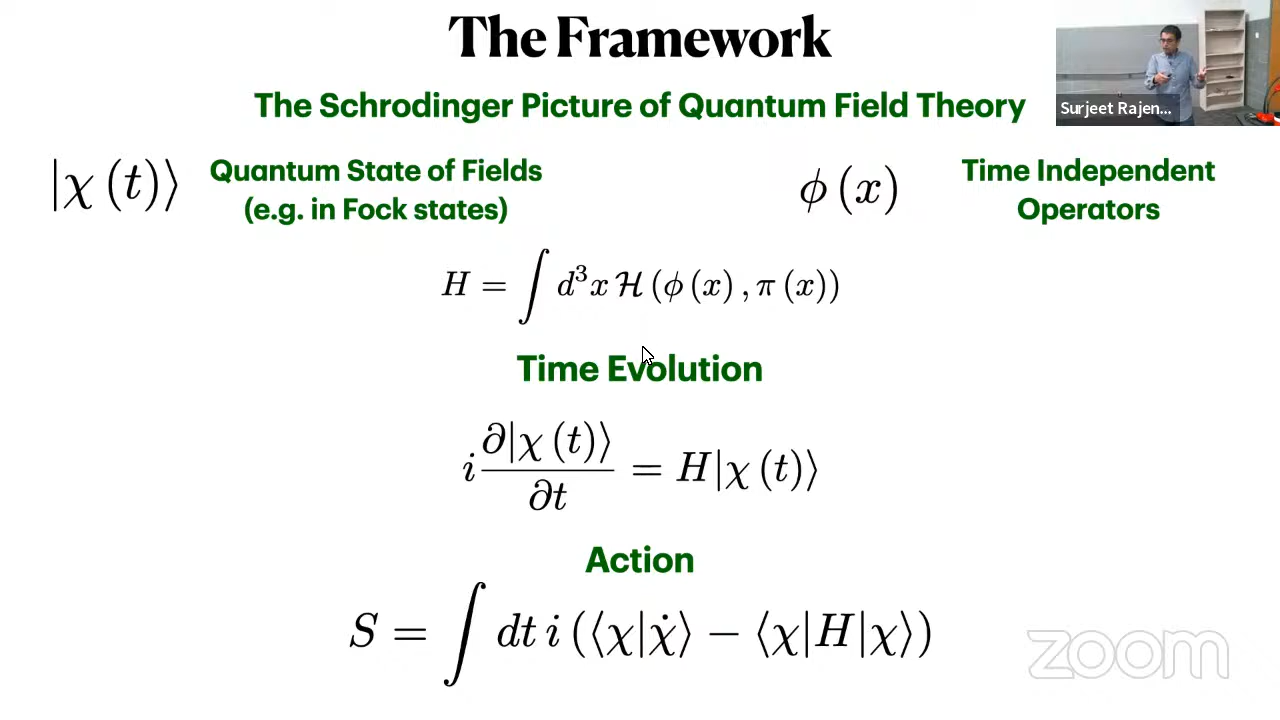 The Framework
The Schrodinger Picture of Quantum Field Theory
Surjeet Rajen...
|χ (t)⟩
Quantum State of Fields
(e.g. in Fock states)
ϕ (x)
Time Independent
Operators
H = ∫ d³x ℋ (ϕ (x) , π (x))
Time Evolution
i ∂|χ (t)⟩ / ∂t = H|χ (t)⟩
Action
S = ∫ dt i (⟨χ|χ̇⟩ − ⟨χ|H|χ⟩)
zoom